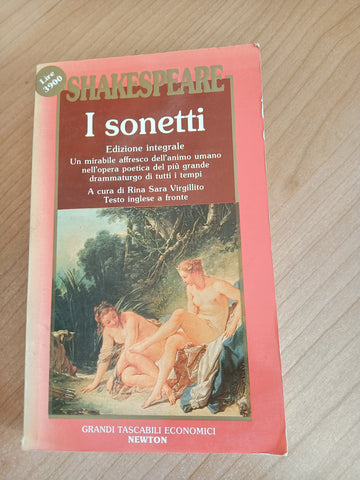 Lire
3900
SHAKESPEARE
I sonetti
Edizione integrale
Un mirabile affresco dell'animo umano
nell'opera poetica del più grande
drammaturgo di tutti i tempi
A cura di Rina Sara Virgillito
Testo inglese a fronte
GRANDI TASCABILI ECONOMICI
NEWTON